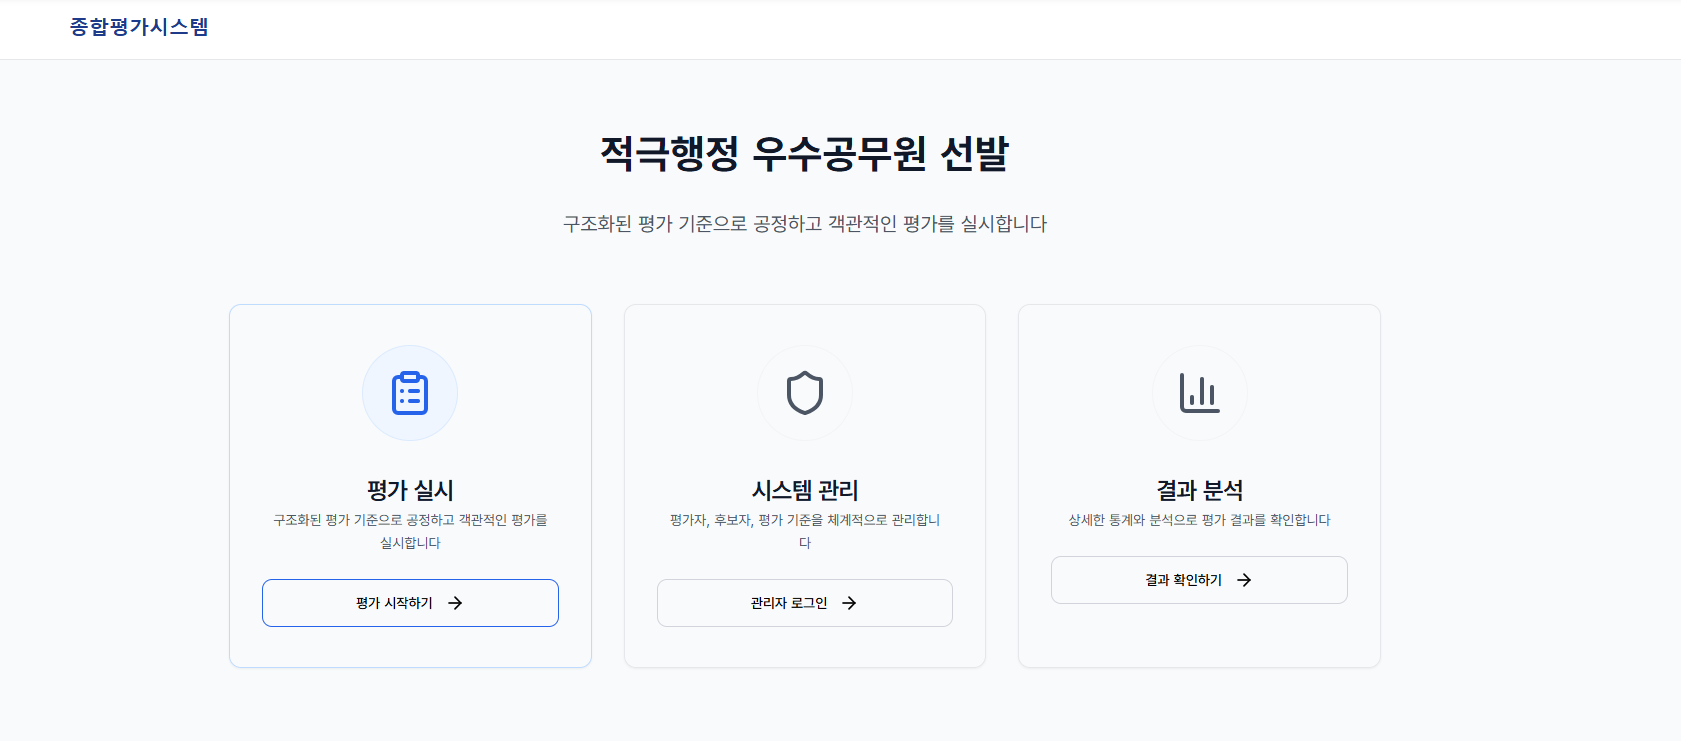 종합평가시스템
적극행정 우수공무원 선발
구조화된 평가 기준으로 공정하고 객관적인 평가를 실시합니다
평가 실시
구조화된 평가 기준으로 공정하고 객관적인 평가를
실시합니다
평가 시작하기
시스템 관리
평가자, 후보자, 평가 기준을 체계적으로 관리합니
다
관리자 로그인
결과 분석
상세한 통계와 분석으로 평가 결과를 확인합니다
결과 확인하기